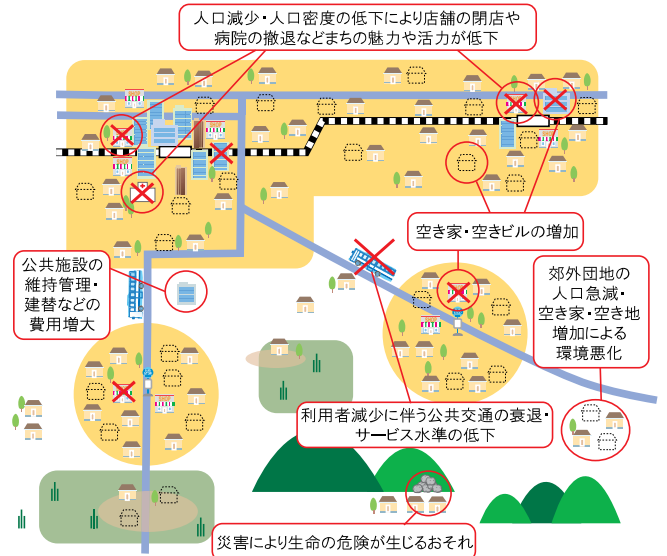 人口減少・人口密度の低下により店舗の閉店や
病院の撤退などまちの魅力や活力が低下
空き家・空きビルの増加
公共施設の
維持管理・
建替などの
費用増大
郊外団地の
人口急減・
空き家・空き地
増加による
環境悪化
利用者減少に伴う公共交通の衰退・
サービス水準の低下
災害により生命の危険が生じるおそれ